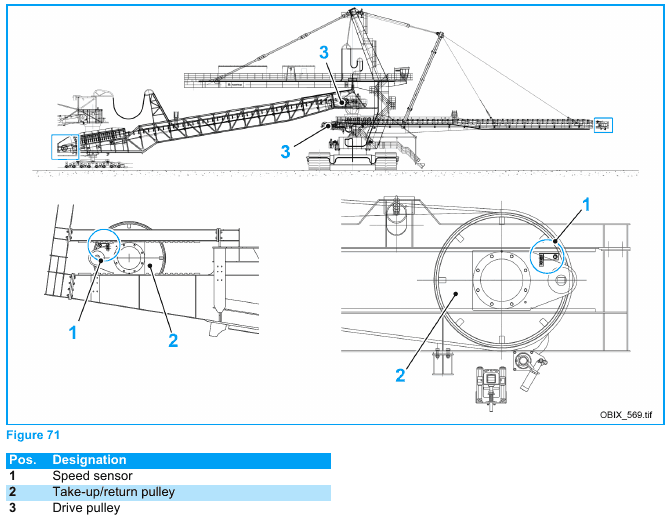 3
3
1
2
1
2
OBIX_569.tif
Figure 71
Pos. Designation
1 Speed sensor
2 Take-up/return pulley
3 Drive pulley